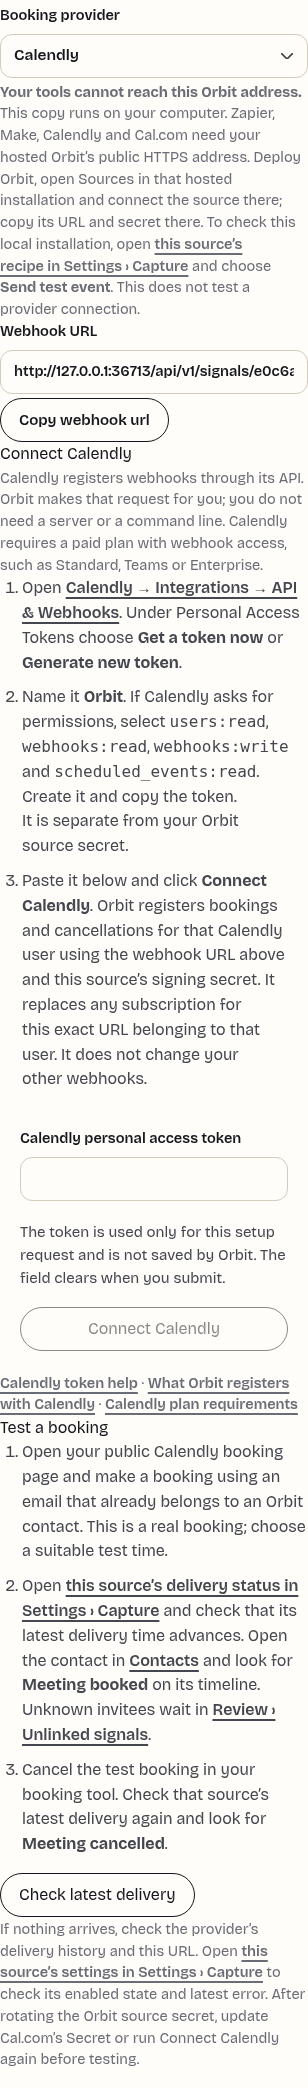 Booking provider
Calendly
Your tools cannot reach this Orbit address.
This copy runs on your computer. Zapier,
Make, Calendly and Cal.com need your
hosted Orbit's public HTTPS address. Deploy
Orbit, open Sources in that hosted
installation and connect the source there;
copy its URL and secret there. To check this
local installation, open this source's
recipe in Settings › Capture and choose
Send test event. This does not test a
provider connection.
Webhook URL
http://127.0.0.1:36713/api/v1/signals/e0c6a
Copy webhook url
Connect Calendly
Calendly registers webhooks through its API.
Orbit makes that request for you; you do not
need a server or a command line. Calendly
requires a paid plan with webhook access,
such as Standard, Teams or Enterprise.
1. Open Calendly → Integrations → API
& Webhooks. Under Personal Access
Tokens choose Get a token now or
Generate new token.
2. Name it Orbit. If Calendly asks for
permissions, select users:read,
webhooks:read, webhooks:write
and scheduled_events:read.
Create it and copy the token.
It is separate from your Orbit
source secret.
3. Paste it below and click Connect
Calendly. Orbit registers bookings
and cancellations for that Calendly
user using the webhook URL above
and this source's signing secret. It
replaces any subscription for
this exact URL belonging to that
user. It does not change your
other webhooks.
Calendly personal access token
The token is used only for this setup
request and is not saved by Orbit. The
field clears when you submit.
Connect Calendly
Calendly token help · What Orbit registers
with Calendly · Calendly plan requirements
Test a booking
1. Open your public Calendly booking
page and make a booking using an
email that already belongs to an Orbit
contact. This is a real booking; choose
a suitable test time.
2. Open this source's delivery status in
Settings › Capture and check that its
latest delivery time advances. Open
the contact in Contacts and look for
Meeting booked on its timeline.
Unknown invitees wait in Review ›
Unlinked signals.
3. Cancel the test booking in your
booking tool. Check that source's
latest delivery again and look for
Meeting cancelled.
Check latest delivery
If nothing arrives, check the provider's
delivery history and this URL. Open this
source's settings in Settings › Capture to
check its enabled state and latest error. After
rotating the Orbit source secret, update
Cal.com's Secret or run Connect Calendly
again before testing.